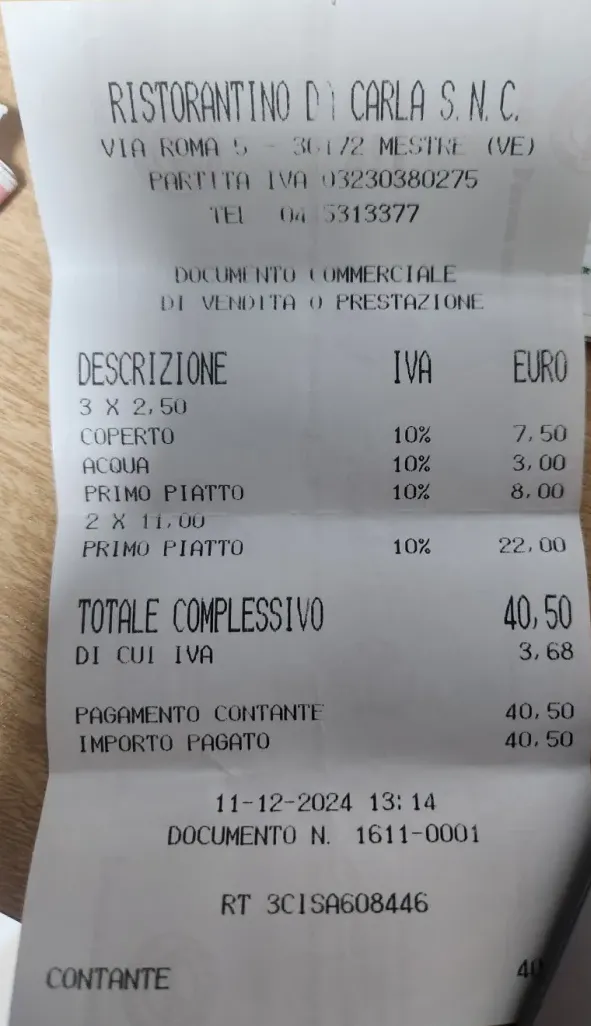 RISTORANTINO DI CARLA S.N.C.
VIA ROMA 5 - MESTRE (VE)
PARTITA IVA 03230380275
TEL
DOCUMENTO COMMERCIALE
DI VENDITA O PRESTAZIONE
DESCRIZIONE IVA EURO
3 X 2,50
COPERTO 10% 7,50
ACQUA 10% 3,00
PRIMO PIATTO 10% 8,00
2 X 11,00
PRIMO PIATTO 10% 22,00
TOTALE COMPLESSIVO 40,50
DI CUI IVA 3,68
PAGAMENTO CONTANTE 40,50
IMPORTO PAGATO 40,50
11-12-2024 13:14
DOCUMENTO N. 1611-0001
RT 3CISA608446
CONTANTE